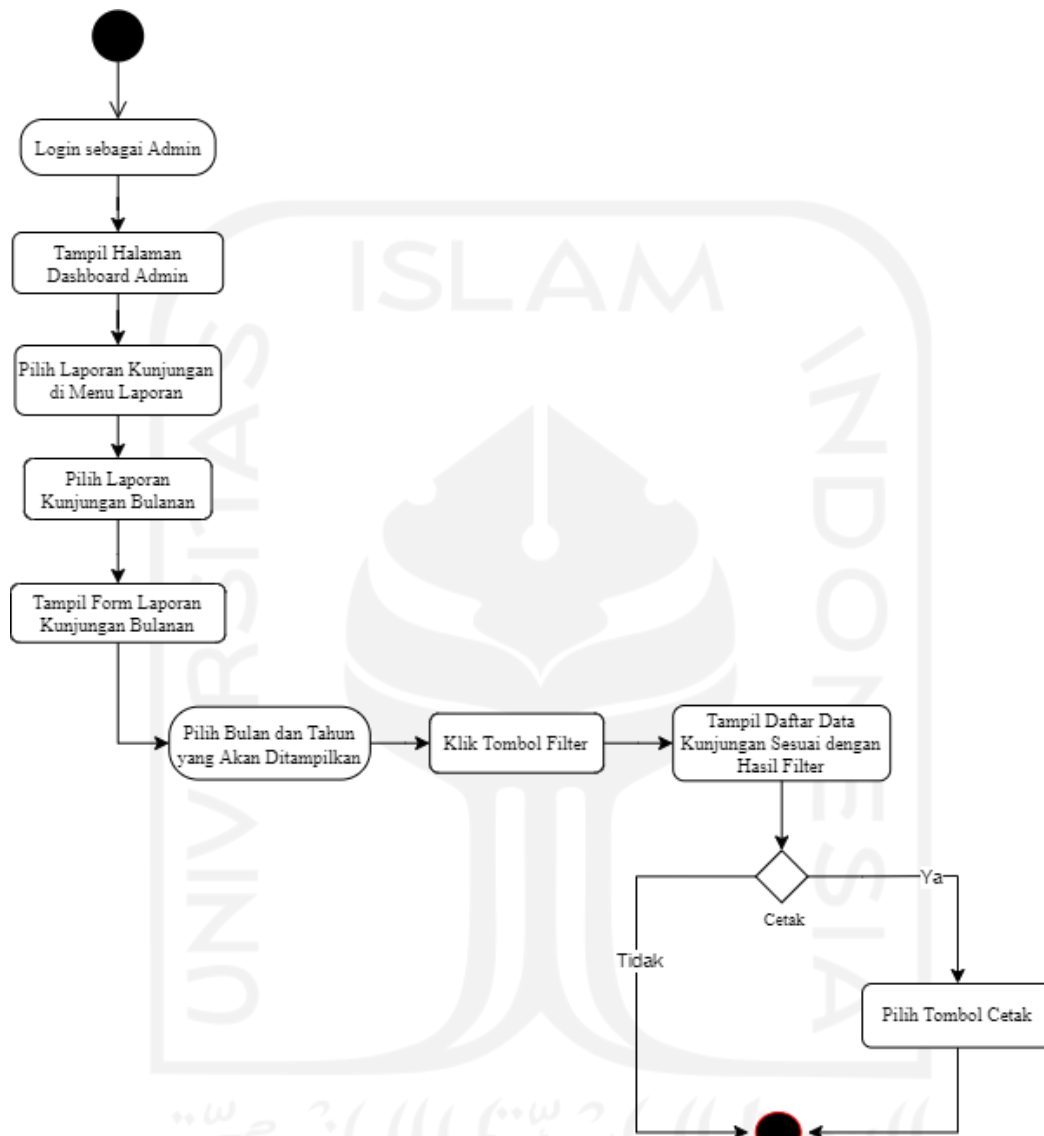 Login sebagai Admin
Tampil Halaman
Dashboard Admin
Pilih Laporan Kunjungan
di Menu Laporan
Pilih Laporan
Kunjungan Bulanan
Tampil Form Laporan
Kunjungan Bulanan
Pilih Bulan dan Tahun
yang Akan Ditampilkan
Klik Tombol Filter
Tampil Daftar Data
Kunjungan Sesuai dengan
Hasil Filter
Cetak
Ya
Tidak
Pilih Tombol Cetak
UNIVERSITAS
ISLAM
INDONESIA